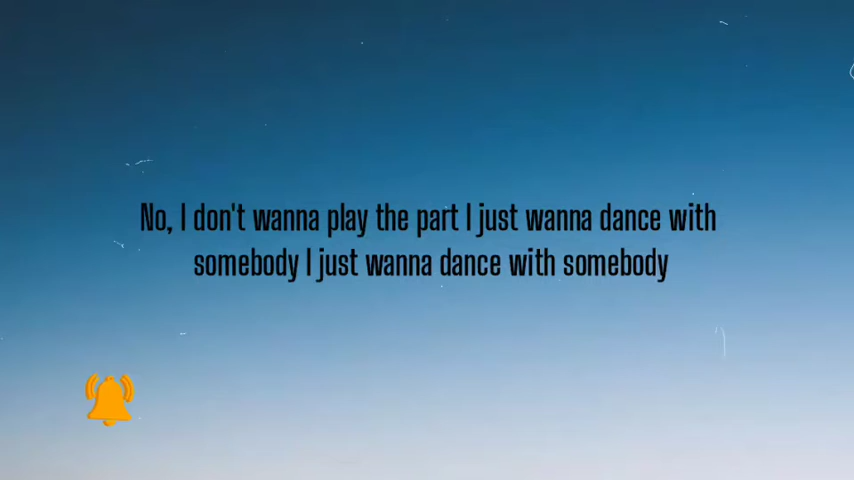 No, I don't wanna play the part I just wanna dance with
somebody I just wanna dance with somebody